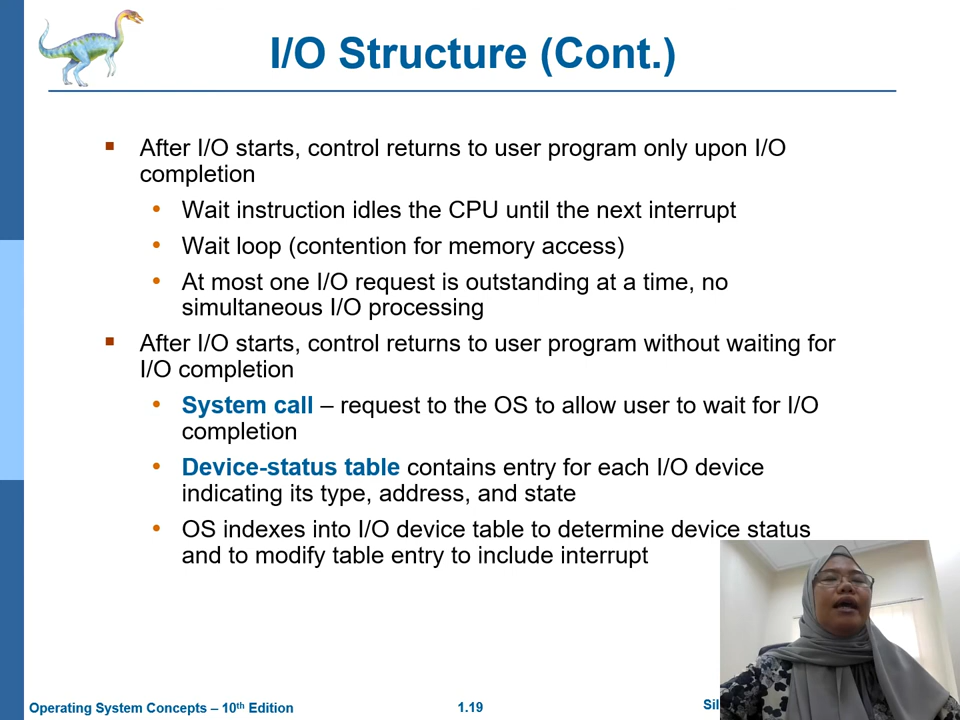 I/O Structure (Cont.)
After I/O starts, control returns to user program only upon I/O
completion
Wait instruction idles the CPU until the next interrupt
Wait loop (contention for memory access)
At most one I/O request is outstanding at a time, no
simultaneous I/O processing
After I/O starts, control returns to user program without waiting for
I/O completion
System call – request to the OS to allow user to wait for I/O
completion
Device-status table contains entry for each I/O device
indicating its type, address, and state
OS indexes into I/O device table to determine device status
and to modify table entry to include interrupt
Operating System Concepts – 10th Edition
1.19